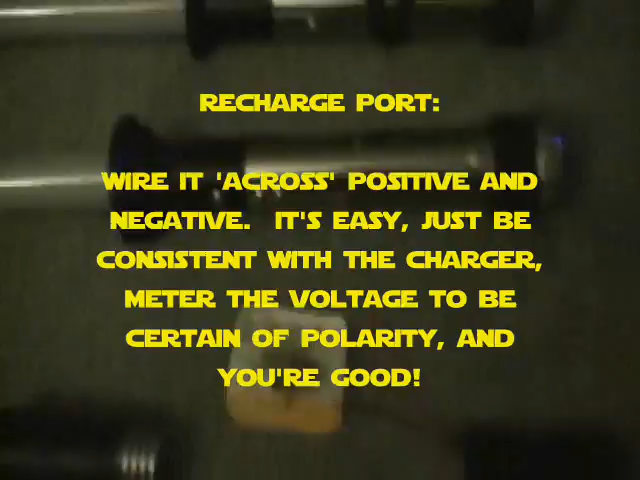 RECHARGE PORT:
WIRE IT 'ACROSS' POSITIVE AND
NEGATIVE.  IT'S EASY, JUST BE
CONSISTENT WITH THE CHARGER,
METER THE VOLTAGE TO BE
CERTAIN OF POLARITY, AND
YOU'RE GOOD!